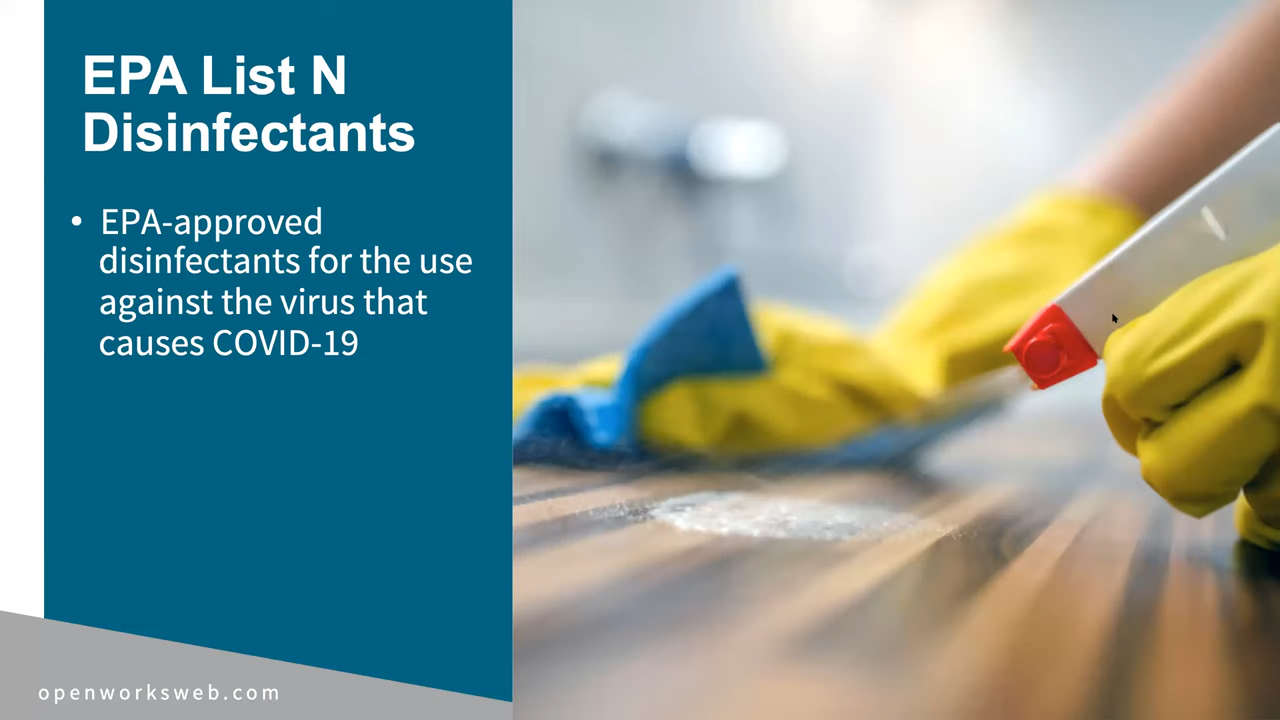 EPA List N
Disinfectants
• EPA-approved
disinfectants for the use
against the virus that
causes COVID-19
openworksweb.com